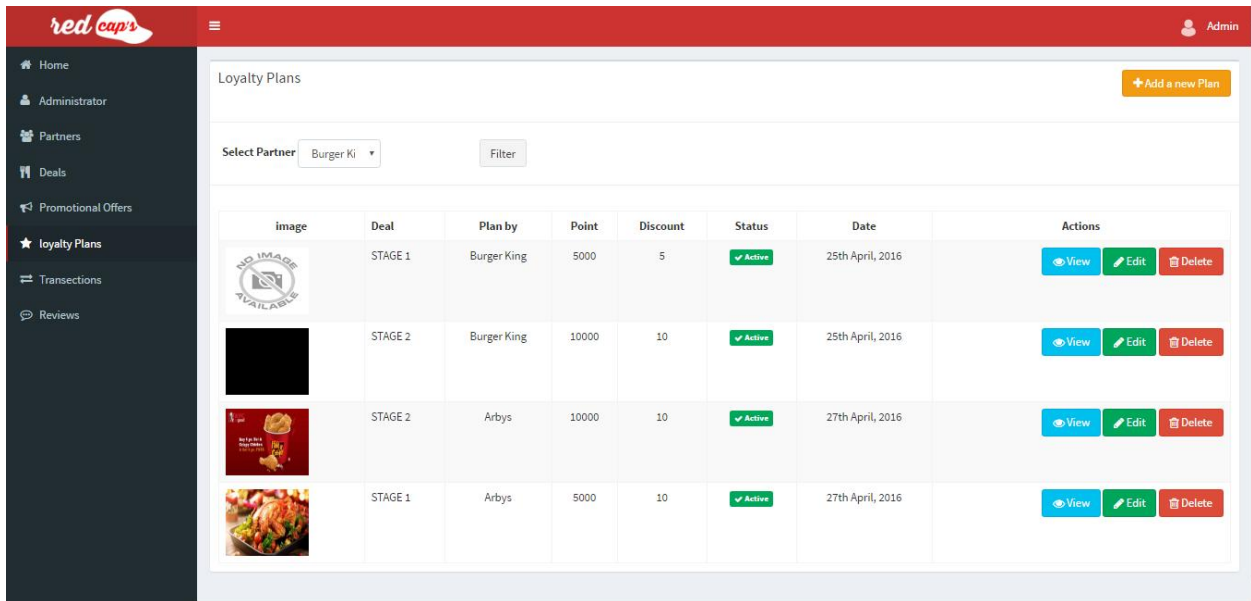 red cap's
Admin
Home
Administrator
Partners
Deals
Promotional Offers
loyalty Plans
Transections
Reviews
Loyalty Plans
Add a new Plan
Select Partner Burger Ki Filter
image Deal Plan by Point Discount Status Date Actions
NO IMAGE AVAILABLE
STAGE 1 Burger King 5000 5 Active 25th April, 2016 View Edit Delete
STAGE 2 Burger King 10000 10 Active 25th April, 2016 View Edit Delete
STAGE 2 Arbys 10000 10 Active 27th April, 2016 View Edit Delete
STAGE 1 Arbys 5000 10 Active 27th April, 2016 View Edit Delete